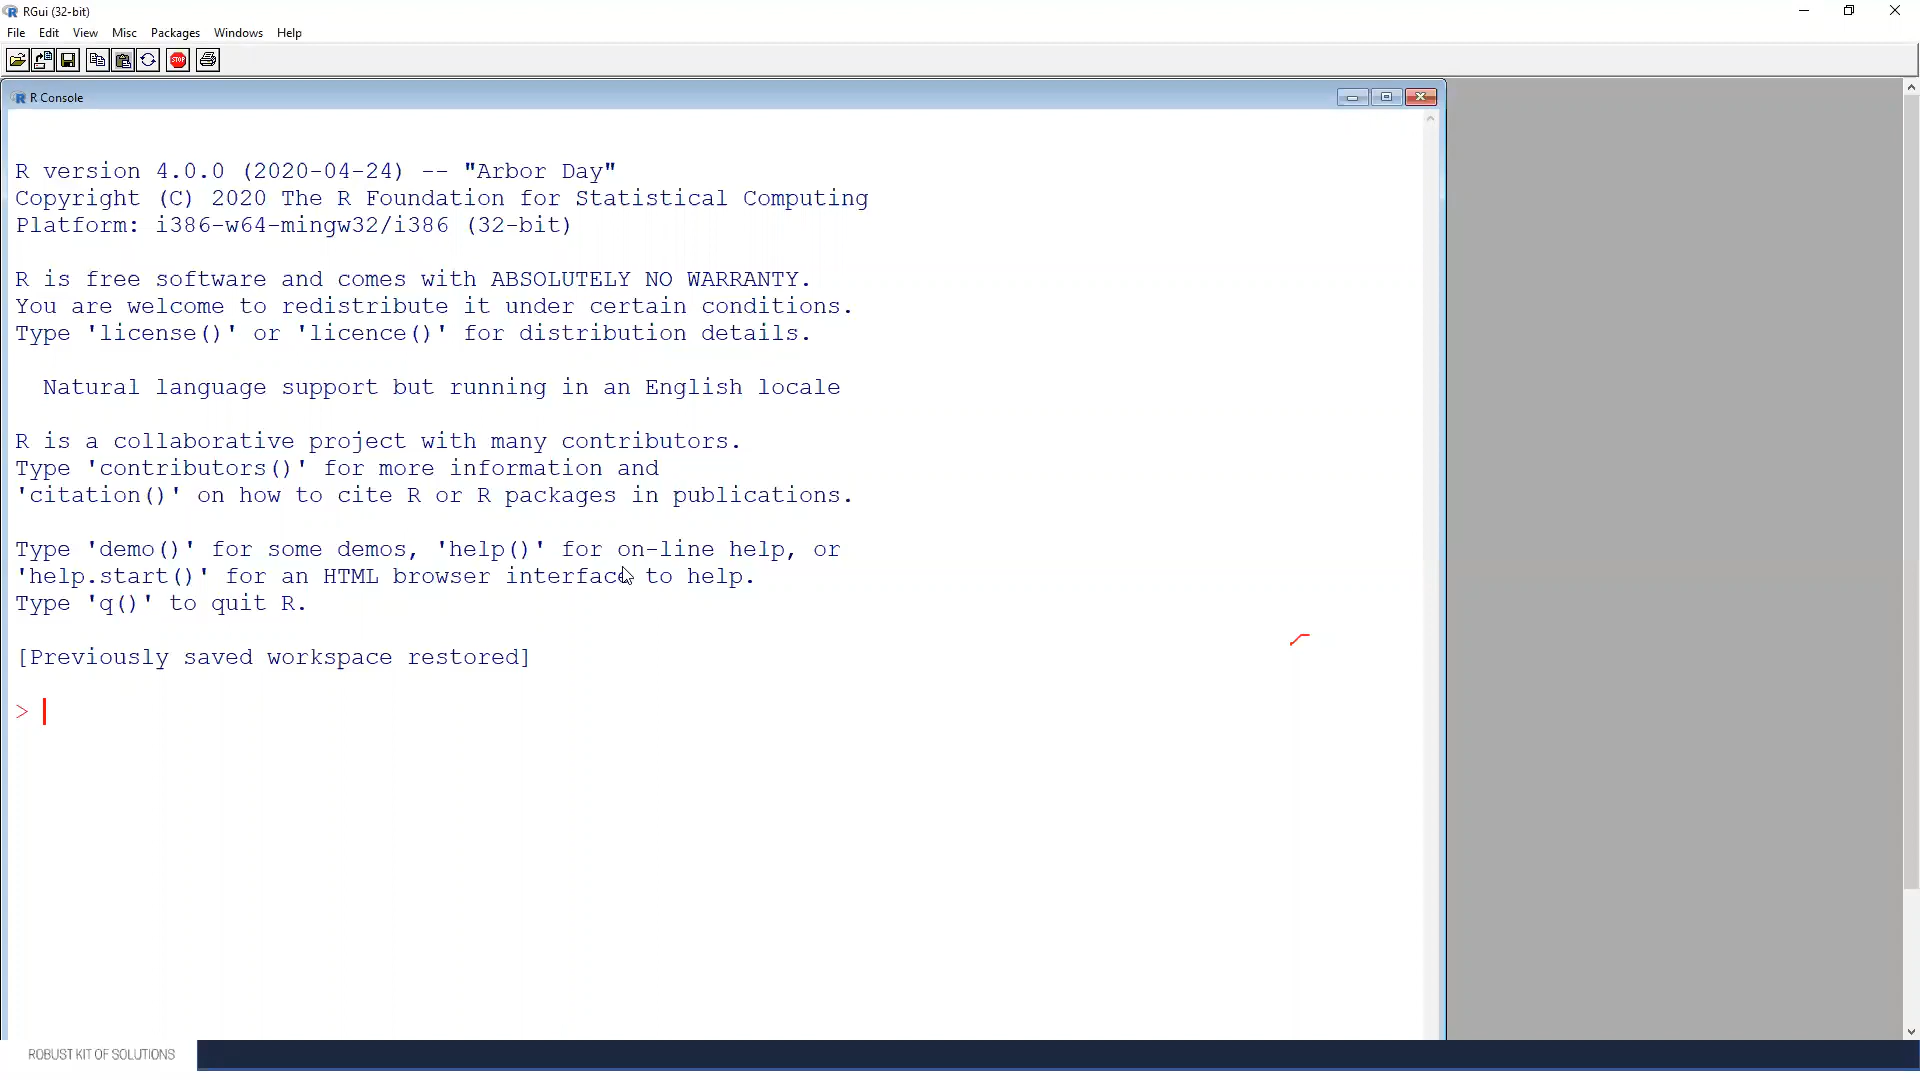 RGui (32-bit)
File Edit View Misc Packages Windows Help
STOP
R Console
R version 4.0.0 (2020-04-24) -- "Arbor Day"
Copyright (C) 2020 The R Foundation for Statistical Computing
Platform: i386-w64-mingw32/i386 (32-bit)
R is free software and comes with ABSOLUTELY NO WARRANTY.
You are welcome to redistribute it under certain conditions.
Type 'license()' or 'licence()' for distribution details.
Natural language support but running in an English locale
R is a collaborative project with many contributors.
Type 'contributors()' for more information and
'citation()' on how to cite R or R packages in publications.
Type 'demo()' for some demos, 'help()' for on-line help, or
'help.start()' for an HTML browser interface to help.
Type 'q()' to quit R.
[Previously saved workspace restored]
>
ROBUST KIT OF SOLUTIONS